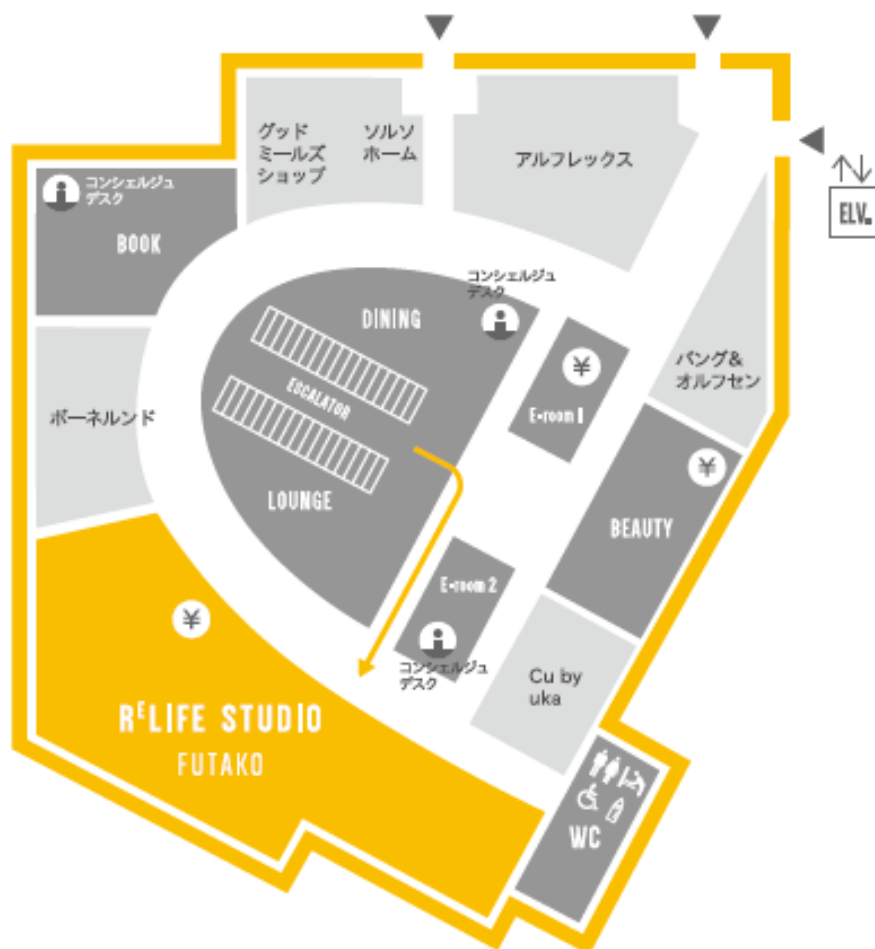 グッド
ミールズ
ショップ
ソルソ
ホーム
アルフレックス
ELV.
コンシェルジュ
デスク
BOOK
コンシェルジュ
デスク
DINING
¥
E-room 1
バング&
オルフセン
ESCALATOR
ボーネルンド
LOUNGE
¥
BEAUTY
E-room 2
¥
コンシェルジュ
デスク
Cu by
uka
RELIFE STUDIO
FUTAKO
WC